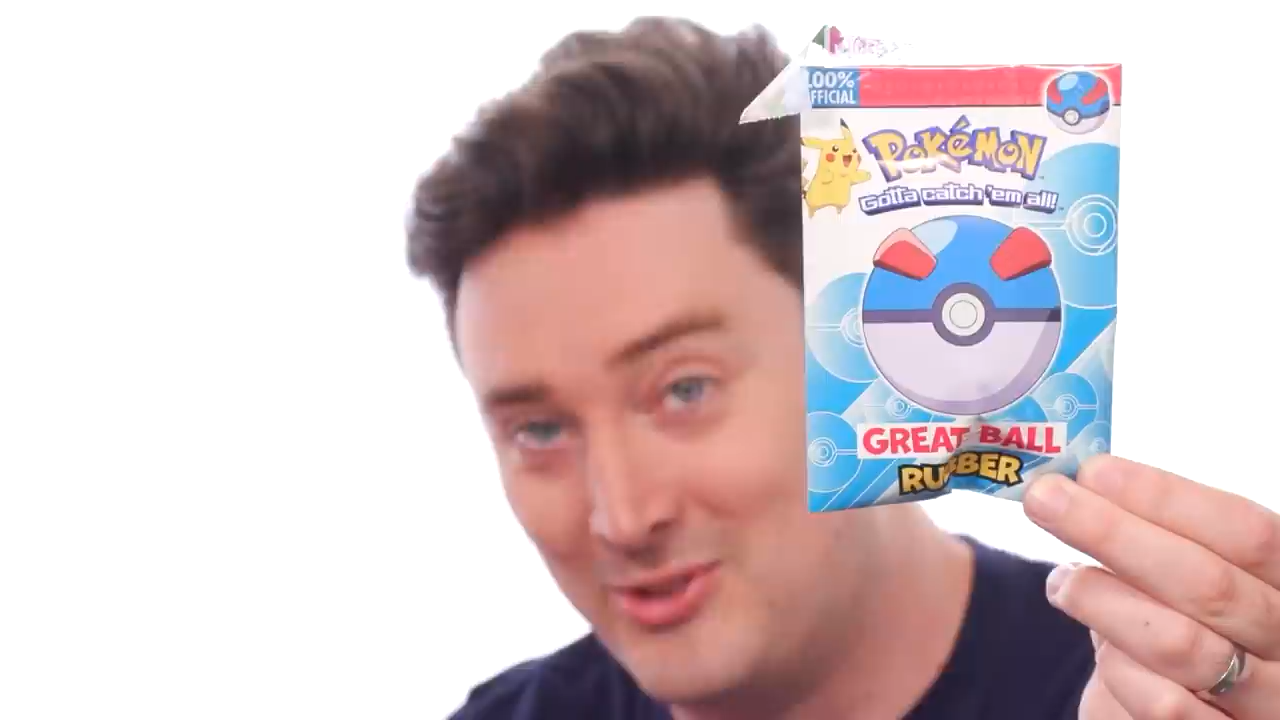 100%
OFFICIAL
POKéMON
Gotta catch 'em all!
GREAT BALL
RUBBER